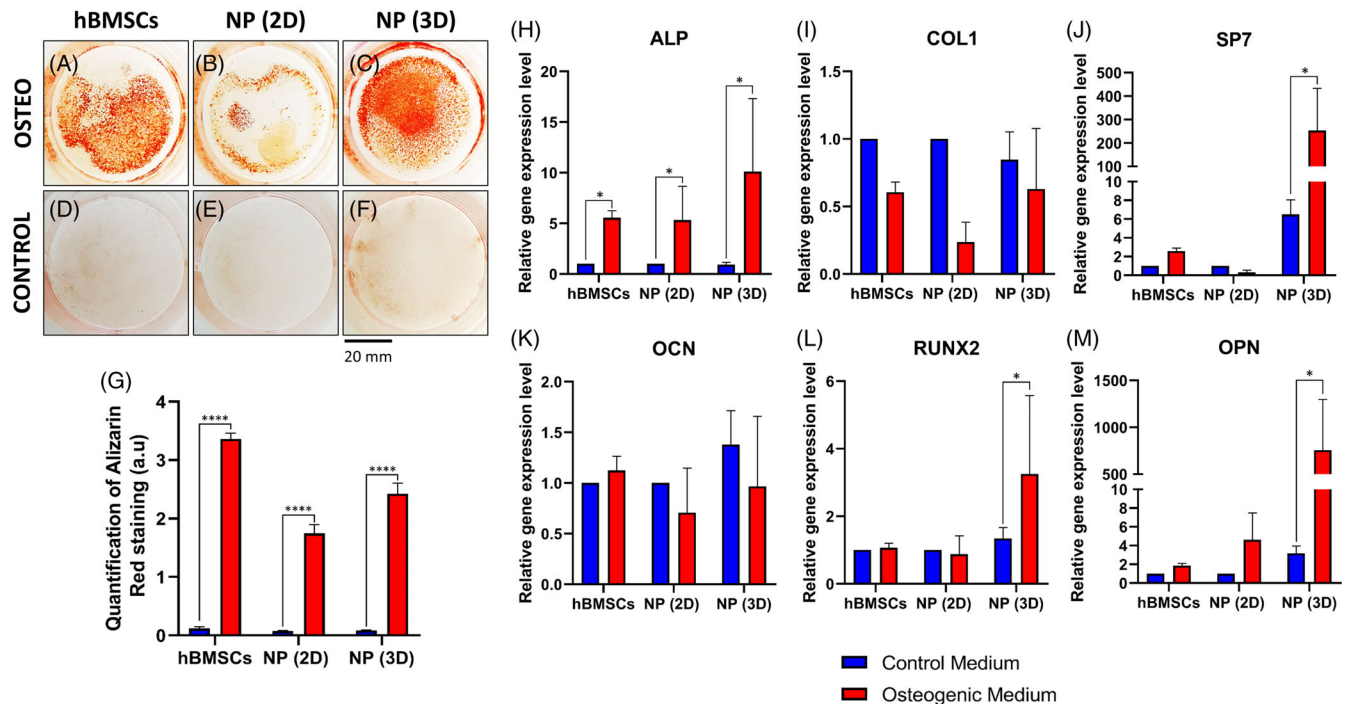 hBMSCs NP (2D) NP (3D)
OSTEO
(A) (B) (C)
CONTROL
(D) (E) (F)
20 mm
(G)
Quantification of Alizarin
Red staining (a.u)
4
3
2
1
0
**** **** ****
hBMSCs NP (2D) NP (3D)
(H) ALP
Relative gene expression level
20
15
10
5
0
* * *
hBMSCs NP (2D) NP (3D)
(I) COL1
Relative gene expression level
1.5
1.0
0.5
0.0
hBMSCs NP (2D) NP (3D)
(J) SP7
Relative gene expression level
500
400
300
200
100
8
6
4
2
0
*
hBMSCs NP (2D) NP (3D)
(K) OCN
Relative gene expression level
2.0
1.5
1.0
0.5
0.0
hBMSCs NP (2D) NP (3D)
(L) RUNX2
Relative gene expression level
6
4
2
0
*
hBMSCs NP (2D) NP (3D)
(M) OPN
Relative gene expression level
1500
1000
500
8
6
4
2
0
*
hBMSCs NP (2D) NP (3D)
Control Medium
Osteogenic Medium